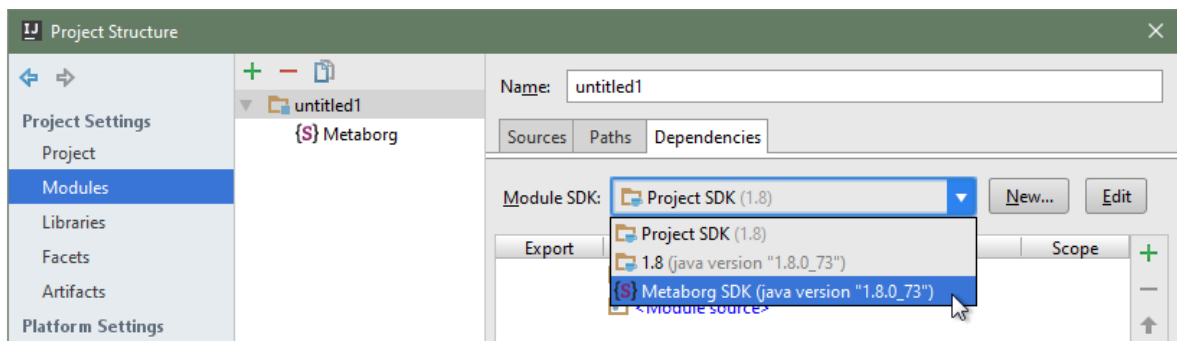 IJ Project Structure
untitled1
Name: untitled1
Project Settings
{S} Metaborg
Sources Paths Dependencies
Project
Modules
Module SDK: Project SDK (1.8) New... Edit
Libraries
Project SDK (1.8)
Export Scope
Facets
1.8 (java version "1.8.0_73")
Artifacts
{S} Metaborg SDK (java version "1.8.0_73")
<Module source>
Platform Settings